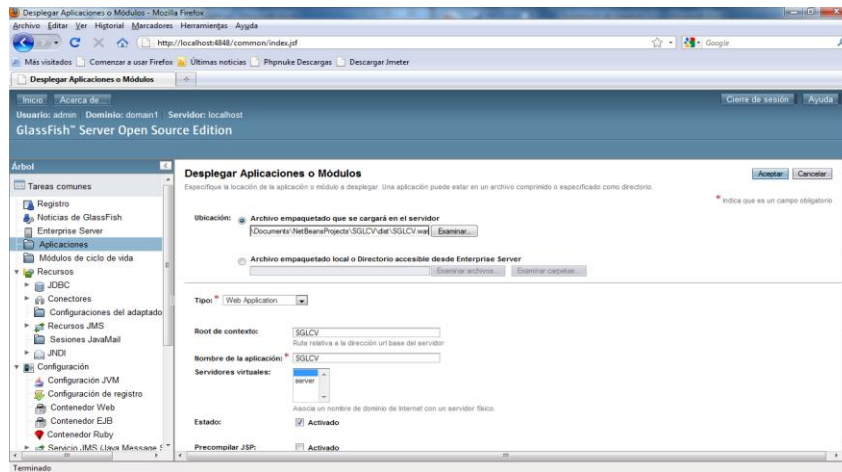 Desplegar Aplicaciones o Módulos - Mozilla Firefox
Archivo Editar Ver Historial Marcadores Herramientas Ayuda
http://localhost:4848/common/index.jsf
Google
Más visitados Comenzar a usar Firefox Últimas noticias Phpnuke Descargas Descargar Jmeter
Desplegar Aplicaciones o Módulos
Inicio Acerca de... Cierre de sesión Ayuda
Usuario: admin Dominio: domain1 Servidor: localhost
GlassFish™ Server Open Source Edition
Árbol
Tareas comunes
Registro
Noticias de GlassFish
Enterprise Server
Aplicaciones
Módulos de ciclo de vida
Recursos
JDBC
Conectores
Configuraciones del adaptado
Recursos JMS
Sesiones JavaMail
JNDI
Configuración
Configuración JVM
Configuración de registro
Contenedor Web
Contenedor EJB
Contenedor Ruby
Servicio JMS (Java Message S
Desplegar Aplicaciones o Módulos
Aceptar Cancelar
Especifique la locación de la aplicación o módulo a desplegar. Una aplicación puede estar en un archivo comprimido o especificado como directorio.
* Indica que es un campo obligatorio
Ubicación: Archivo empaquetado que se cargará en el servidor
\Documents\NetBeansProjects\SGLCV\dist\SGLCV.war Examinar...
Archivo empaquetado local o Directorio accesible desde Enterprise Server
Examinar archivos... Examinar carpetas...
Tipo: * Web Application
Root de contexto: SGLCV
Ruta relativa a la dirección url base del servidor
Nombre de la aplicación: * SGLCV
Servidores virtuales:
server
Asocia un nombre de dominio de Internet con un servidor físico.
Estado: Activado
Precompilar JSP: Activado
Terminado